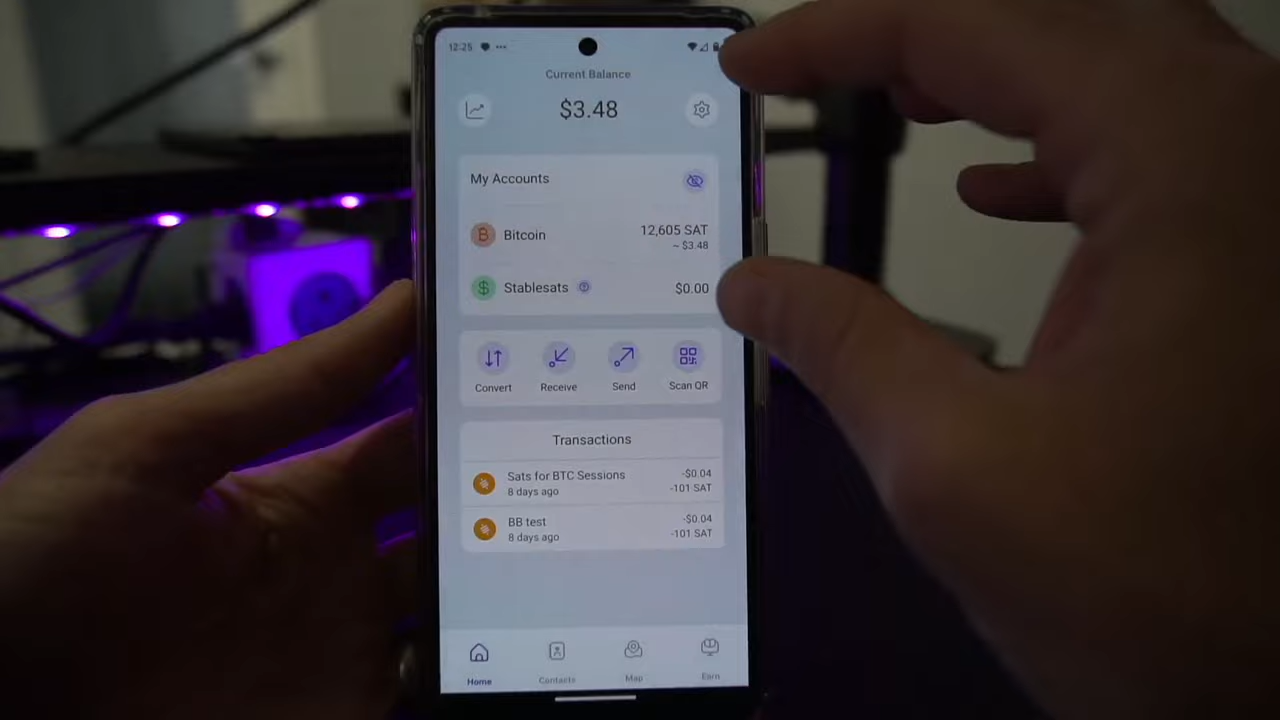 12:25
Current Balance
$3.48
My Accounts
Bitcoin
12,605 SAT
~ $3.48
Stablesats
$0.00
Convert
Receive
Send
Scan QR
Transactions
Sats for BTC Sessions
-$0.04
8 days ago
-101 SAT
BB test
-$0.04
8 days ago
-101 SAT
Home
Contacts
Map
Earn